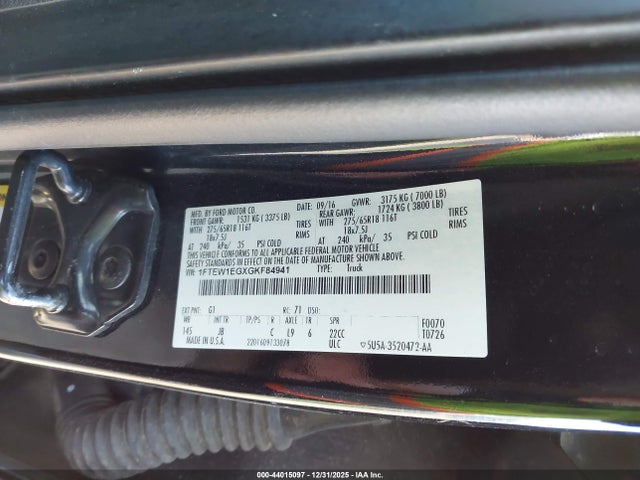 MFD. BY FORD MOTOR CO. 09/16 GVWR: 3175 KG ( 7000 LB)
FRONT GAWR: 1531 KG ( 3375 LB) REAR GAWR: 1724 KG ( 3800 LB)
WITH 275/65R18 116T TIRES WITH 275/65R18 116T TIRES
18x7.5J RIMS 18x7.5J RIMS
AT 240 kPa/ 35 PSI COLD AT 240 kPa/ 35 PSI COLD
THIS VEHICLE CONFORMS TO ALL APPLICABLE FEDERAL MOTOR VEHICLE
SAFETY STANDARDS IN EFFECT ON THE DATE OF MANUFACTURE SHOWN ABOVE.
VIN: 1FTEW1EGXGKF84941 TYPE: Truck
EXT PNT: G1 RC: 71 DSO:
WB INT TR TP/PS R AXLE TR SPR F0070
145 JB C L9 6 22CC T0726
MADE IN U.S.A. 2201609133078 ULC 5U5A-3520472-AA
000-44015097 - 12/31/2025 - IAA Inc.